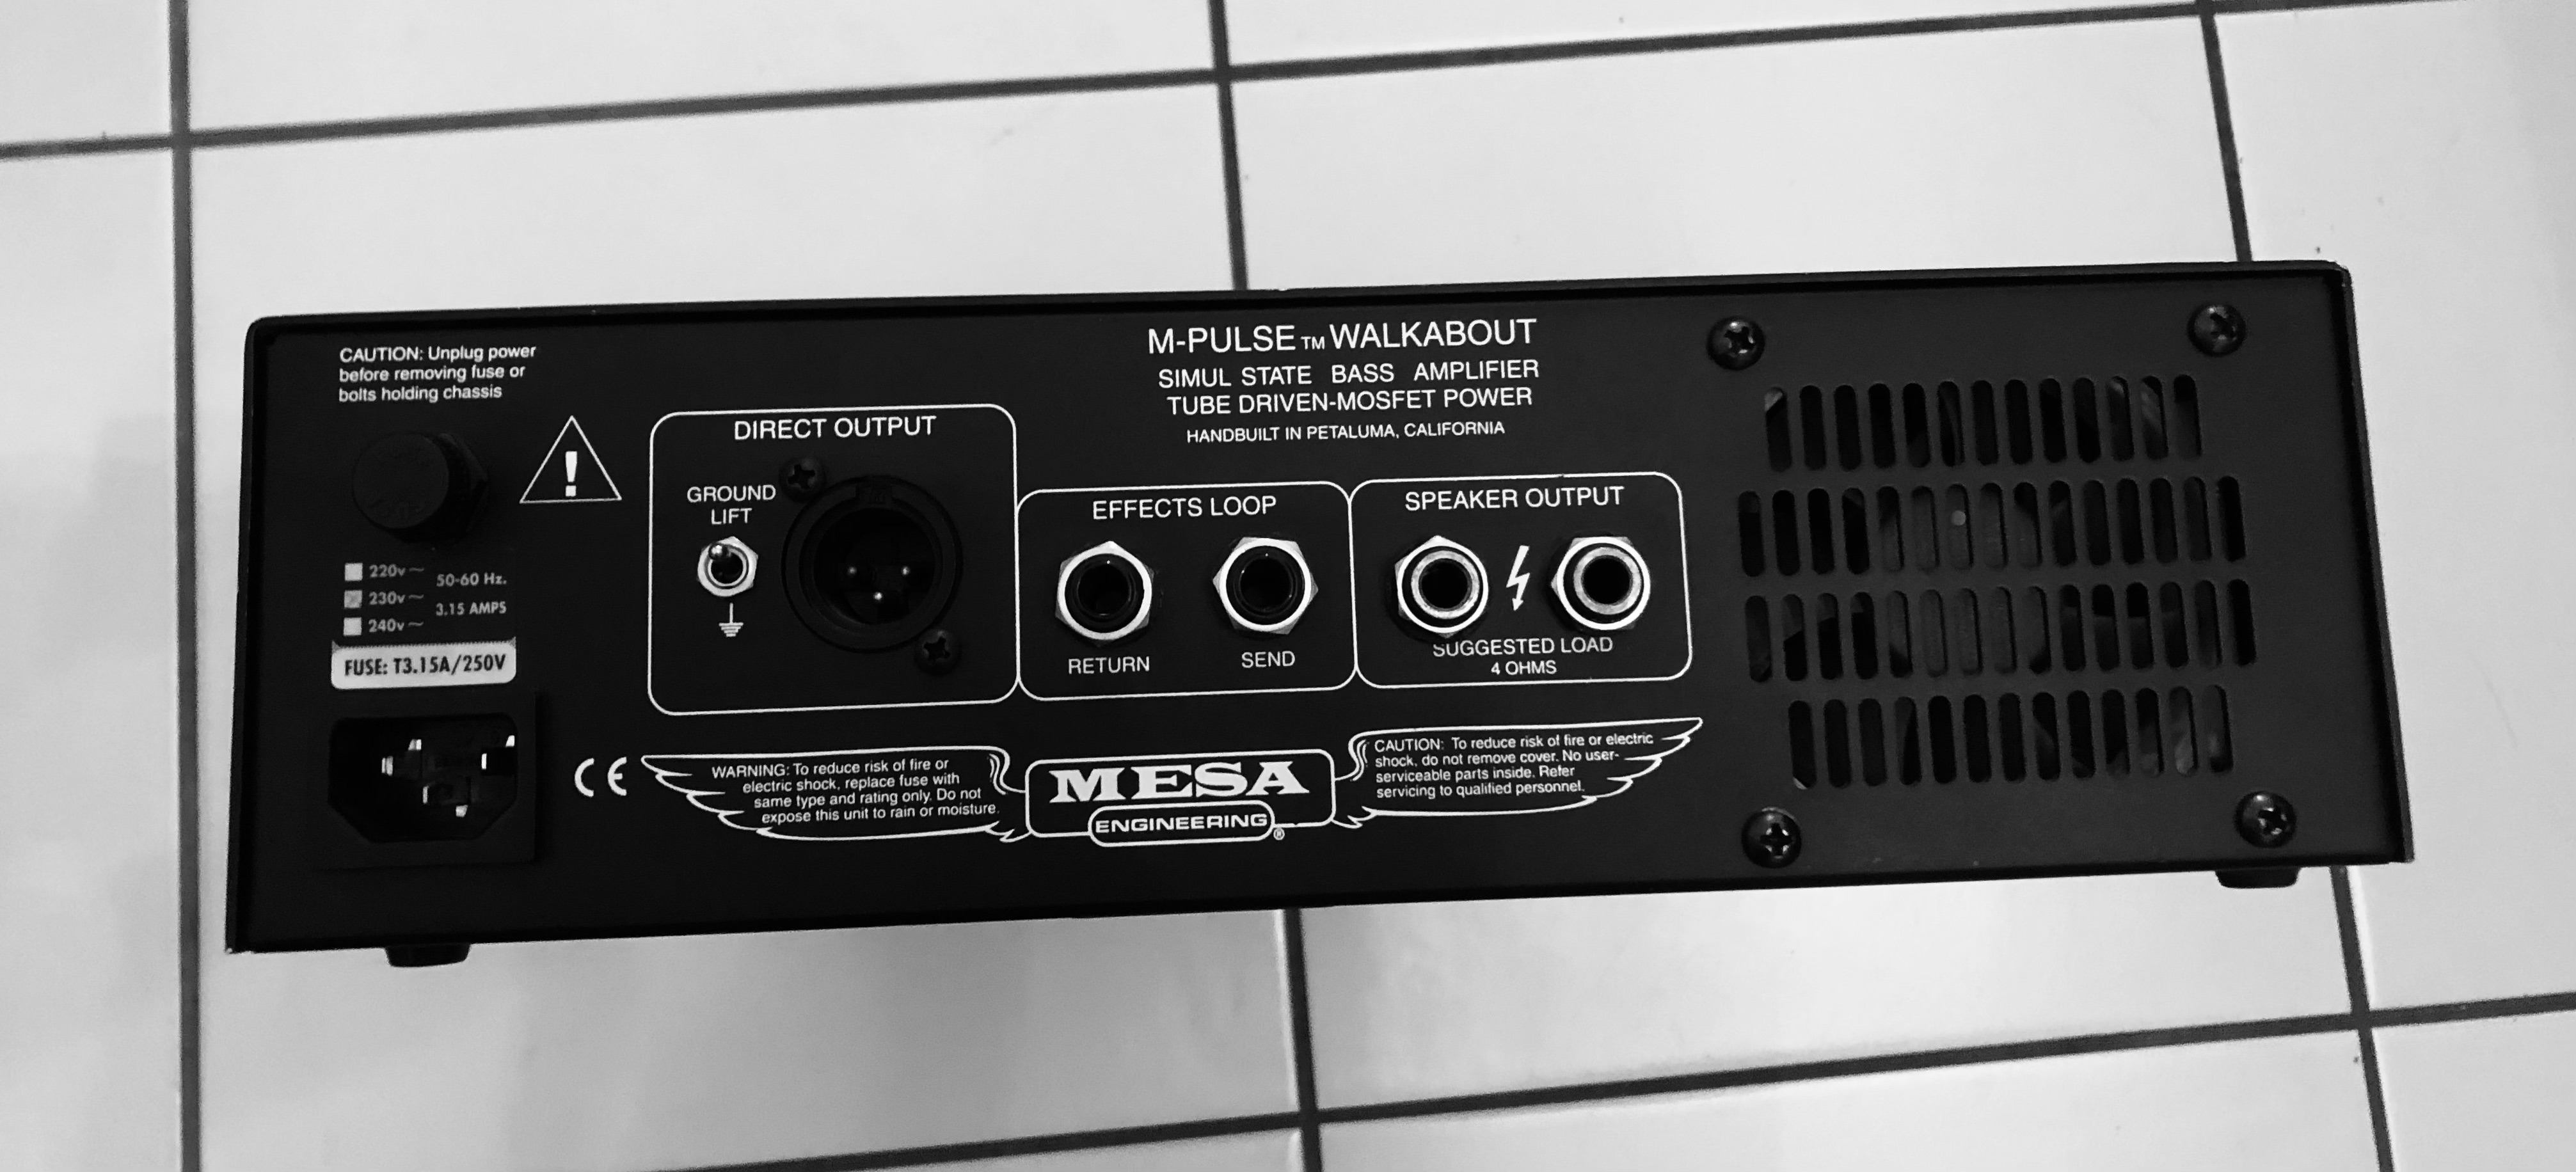 CAUTION: Unplug power
before removing fuse or
bolts holding chassis
220v~
230v~
240v~
50-60 Hz.
3.15 AMPS
FUSE: T3.15A/250V
DIRECT OUTPUT
GROUND
LIFT
M-PULSE™ WALKABOUT
SIMUL STATE BASS AMPLIFIER
TUBE DRIVEN-MOSFET POWER
HANDBUILT IN PETALUMA, CALIFORNIA
EFFECTS LOOP
RETURN
SEND
SPEAKER OUTPUT
SUGGESTED LOAD
4 OHMS
CE
WARNING: To reduce risk of fire or
electric shock, replace fuse with
same type and rating only. Do not
expose this unit to rain or moisture.
MESA
ENGINEERING®
CAUTION: To reduce risk of fire or electric
shock, do not remove cover. No user-
serviceable parts inside. Refer
servicing to qualified personnel.